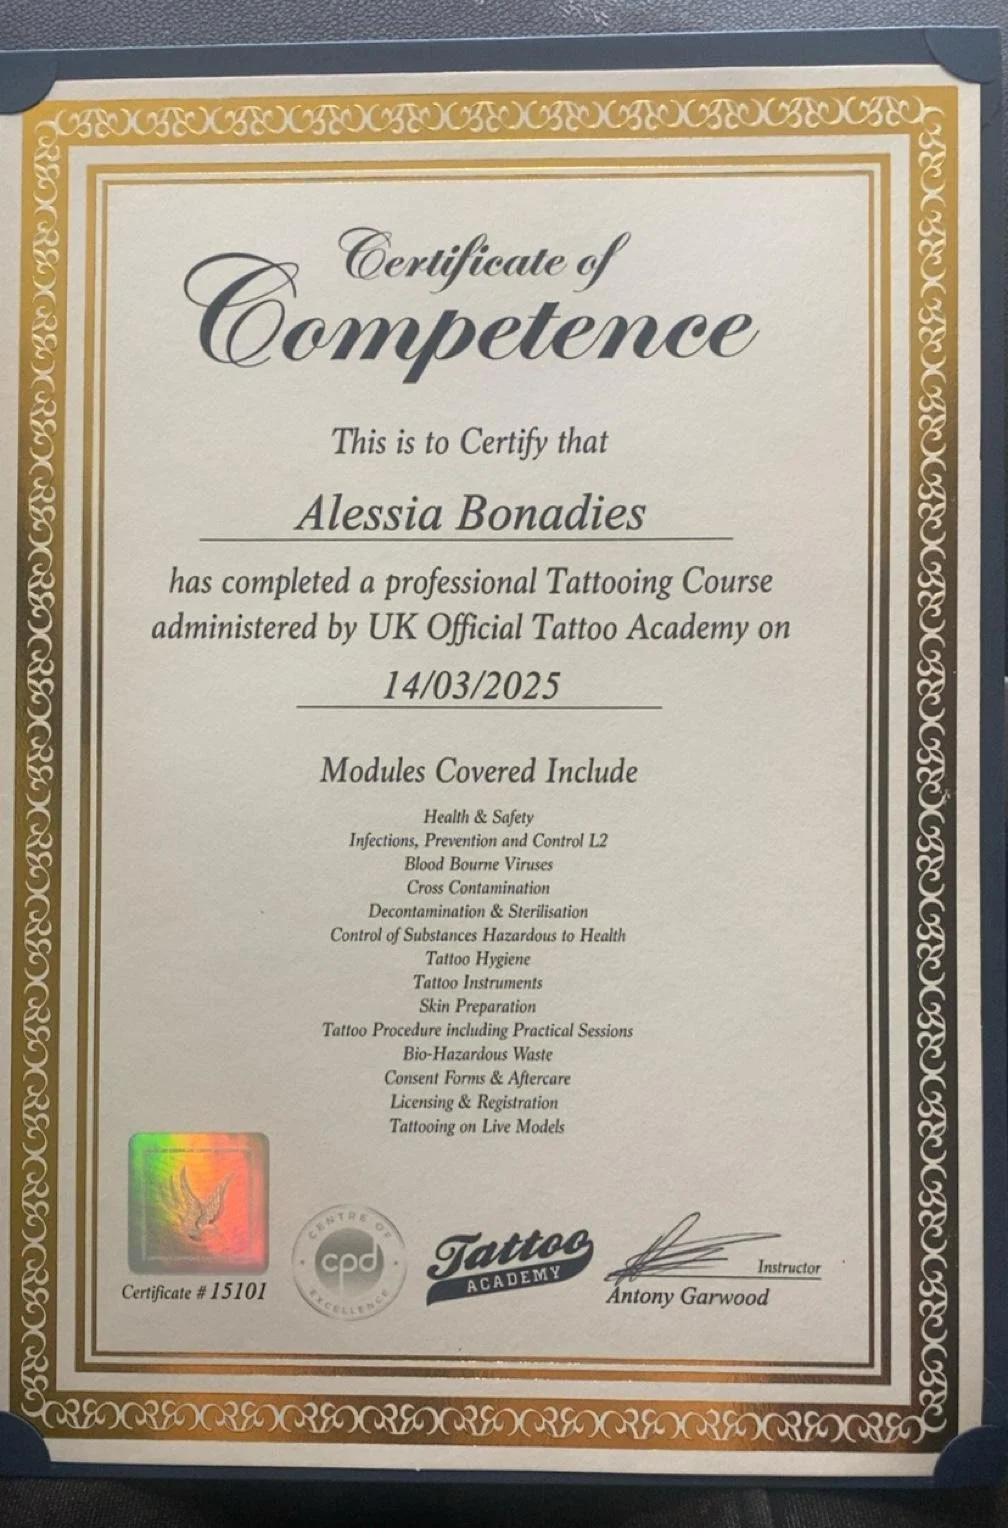 Certificate of
Competence
This is to Certify that
Alessia Bonadies
has completed a professional Tattooing Course
administered by UK Official Tattoo Academy on
14/03/2025
Modules Covered Include
Health & Safety
Infections, Prevention and Control L2
Blood Bourne Viruses
Cross Contamination
Decontamination & Sterilisation
Control of Substances Hazardous to Health
Tattoo Hygiene
Tattoo Instruments
Skin Preparation
Tattoo Procedure including Practical Sessions
Bio-Hazardous Waste
Consent Forms & Aftercare
Licensing & Registration
Tattooing on Live Models
Certificate # 15101
CENTRE OF
cpd
EXCELLENCE
Tattoo
ACADEMY
Instructor
Antony Garwood